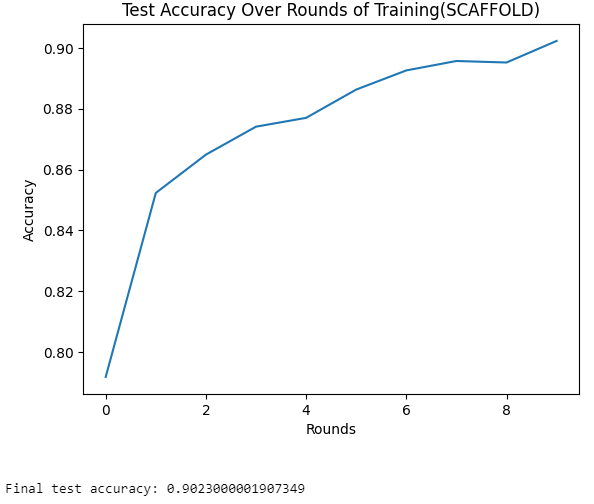 Test Accuracy Over Rounds of Training(SCAFFOLD)
0.90
0.88
0.86
0.84
0.82
0.80
Accuracy
0 2 4 6 8
Rounds
Final test accuracy: 0.9023000001907349